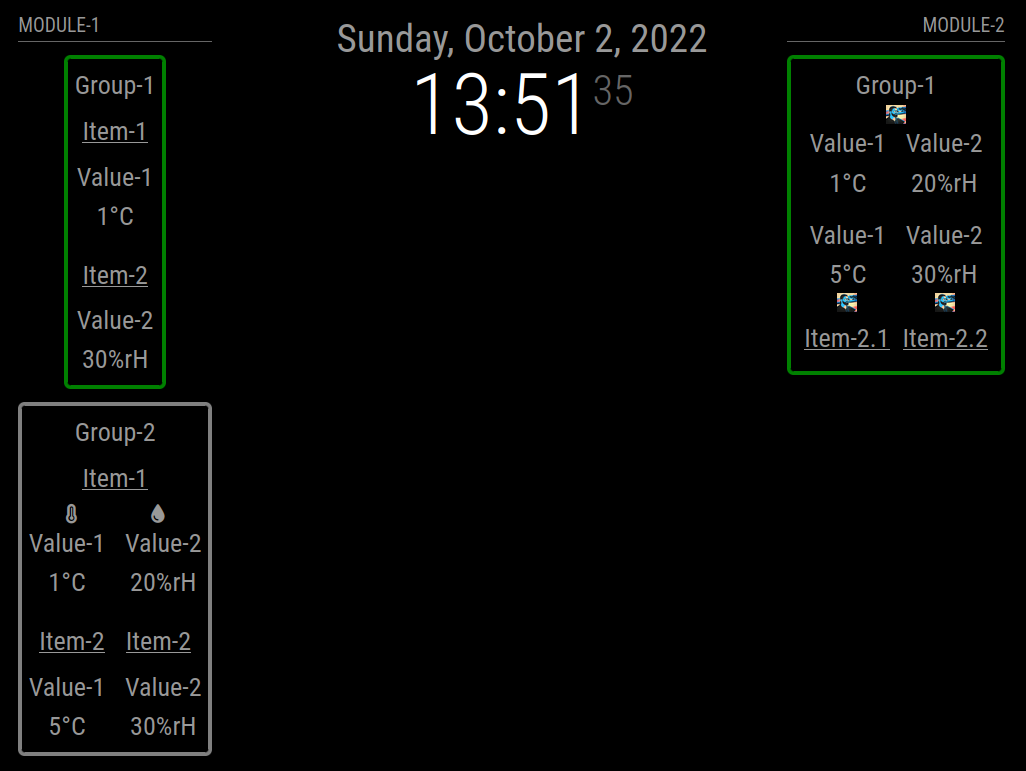 MODULE-1
Group-1
Item-1
Value-1
1°C
Item-2
Value-2
30%rH
Group-2
Item-1
Value-1 Value-2
1°C 20%rH
Item-2 Item-2
Value-1 Value-2
5°C 30%rH
Sunday, October 2, 2022
13:51 35
MODULE-2
Group-1
Value-1 Value-2
1°C 20%rH
Value-1 Value-2
5°C 30%rH
Item-2.1 Item-2.2